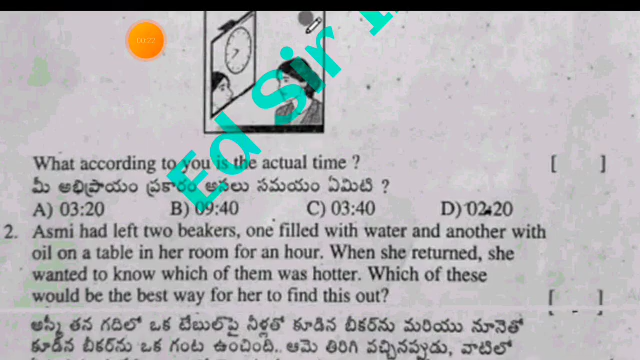 00:22
Ed Sir
What according to you is the actual time ?
[ ]
మీ అభిప్రాయం ప్రకారం అసలు సమయం ఏమిటి ?
A) 03:20 B) 09:40 C) 03:40 D) 02:20
2. Asmi had left two beakers, one filled with water and another with
oil on a table in her room for an hour. When she returned, she
wanted to know which of them was hotter. Which of these
would be the best way for her to find this out?
[ ]
అస్మీ తన గదిలో ఒక టేబుల్‌పై నీళ్లతో కూడిన బీకర్‌ను మరియు నూనెతో
కూడిన బీకర్‌ను ఒక గంట ఉంచింది. ఆమె తిరిగి వచ్చినప్పుడు, వాటిలో